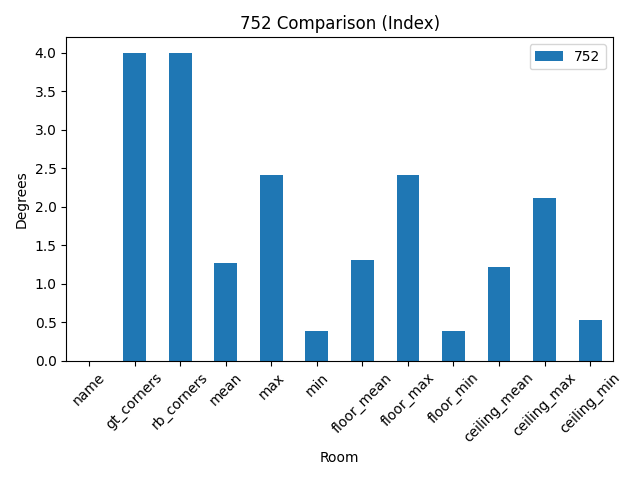 752 Comparison (Index)
752
Degrees
4.0
3.5
3.0
2.5
2.0
1.5
1.0
0.5
0.0
name
gt_corners
rb_corners
mean
max
min
floor_mean
floor_max
floor_min
ceiling_mean
ceiling_max
ceiling_min
Room